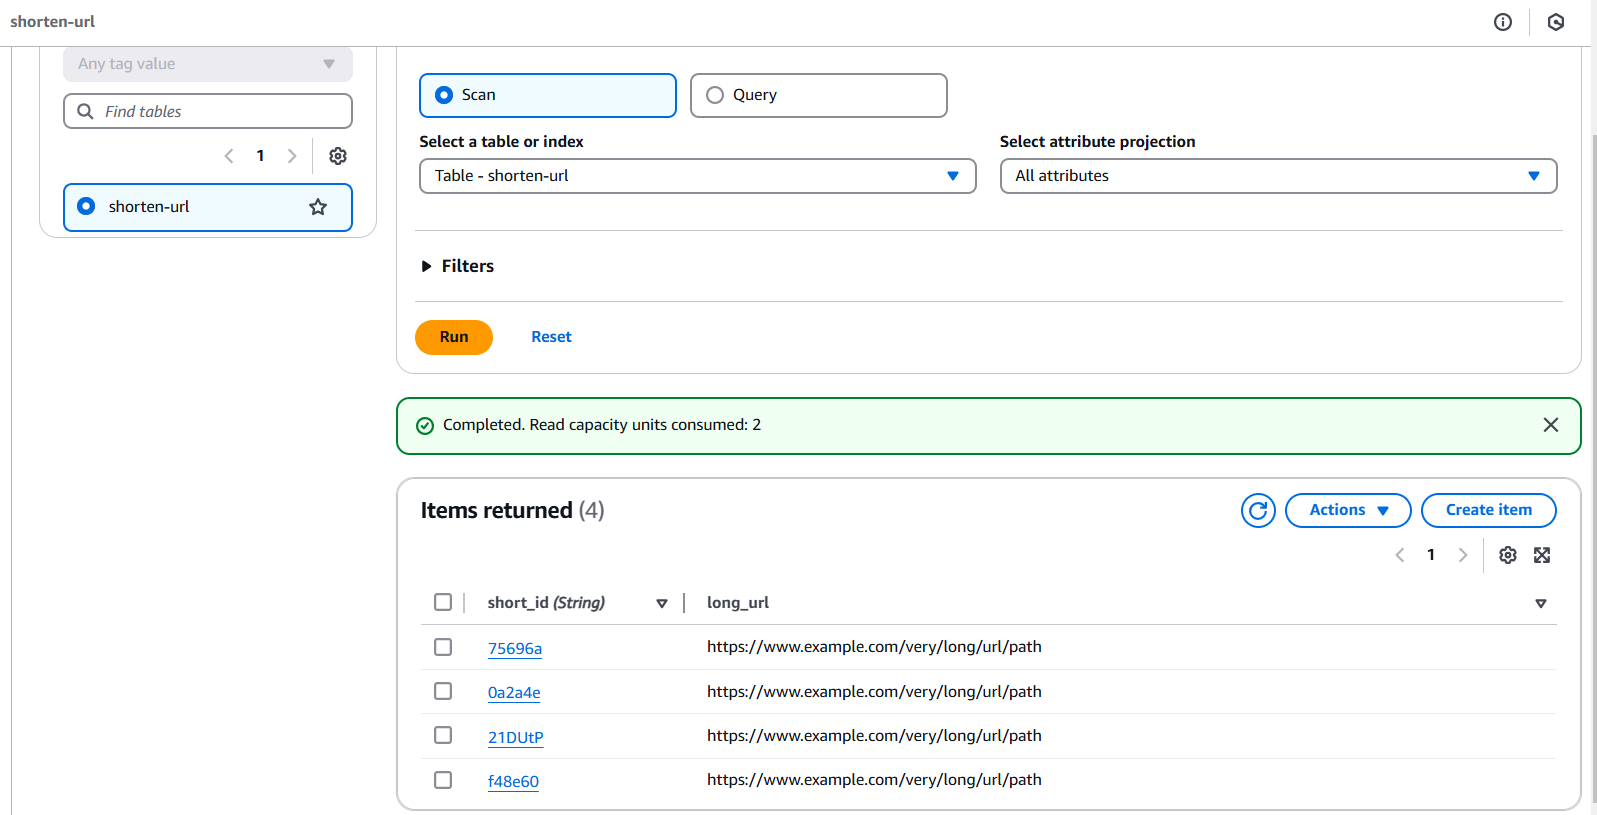 shorten-url
Any tag value
Find tables
1
shorten-url
Scan
Query
Select a table or index
Select attribute projection
Table - shorten-url
All attributes
Filters
Run
Reset
Completed. Read capacity units consumed: 2
Items returned (4)
Actions
Create item
1
short_id (String)
long_url
75696a
https://www.example.com/very/long/url/path
0a2a4e
https://www.example.com/very/long/url/path
21DUtP
https://www.example.com/very/long/url/path
f48e60
https://www.example.com/very/long/url/path